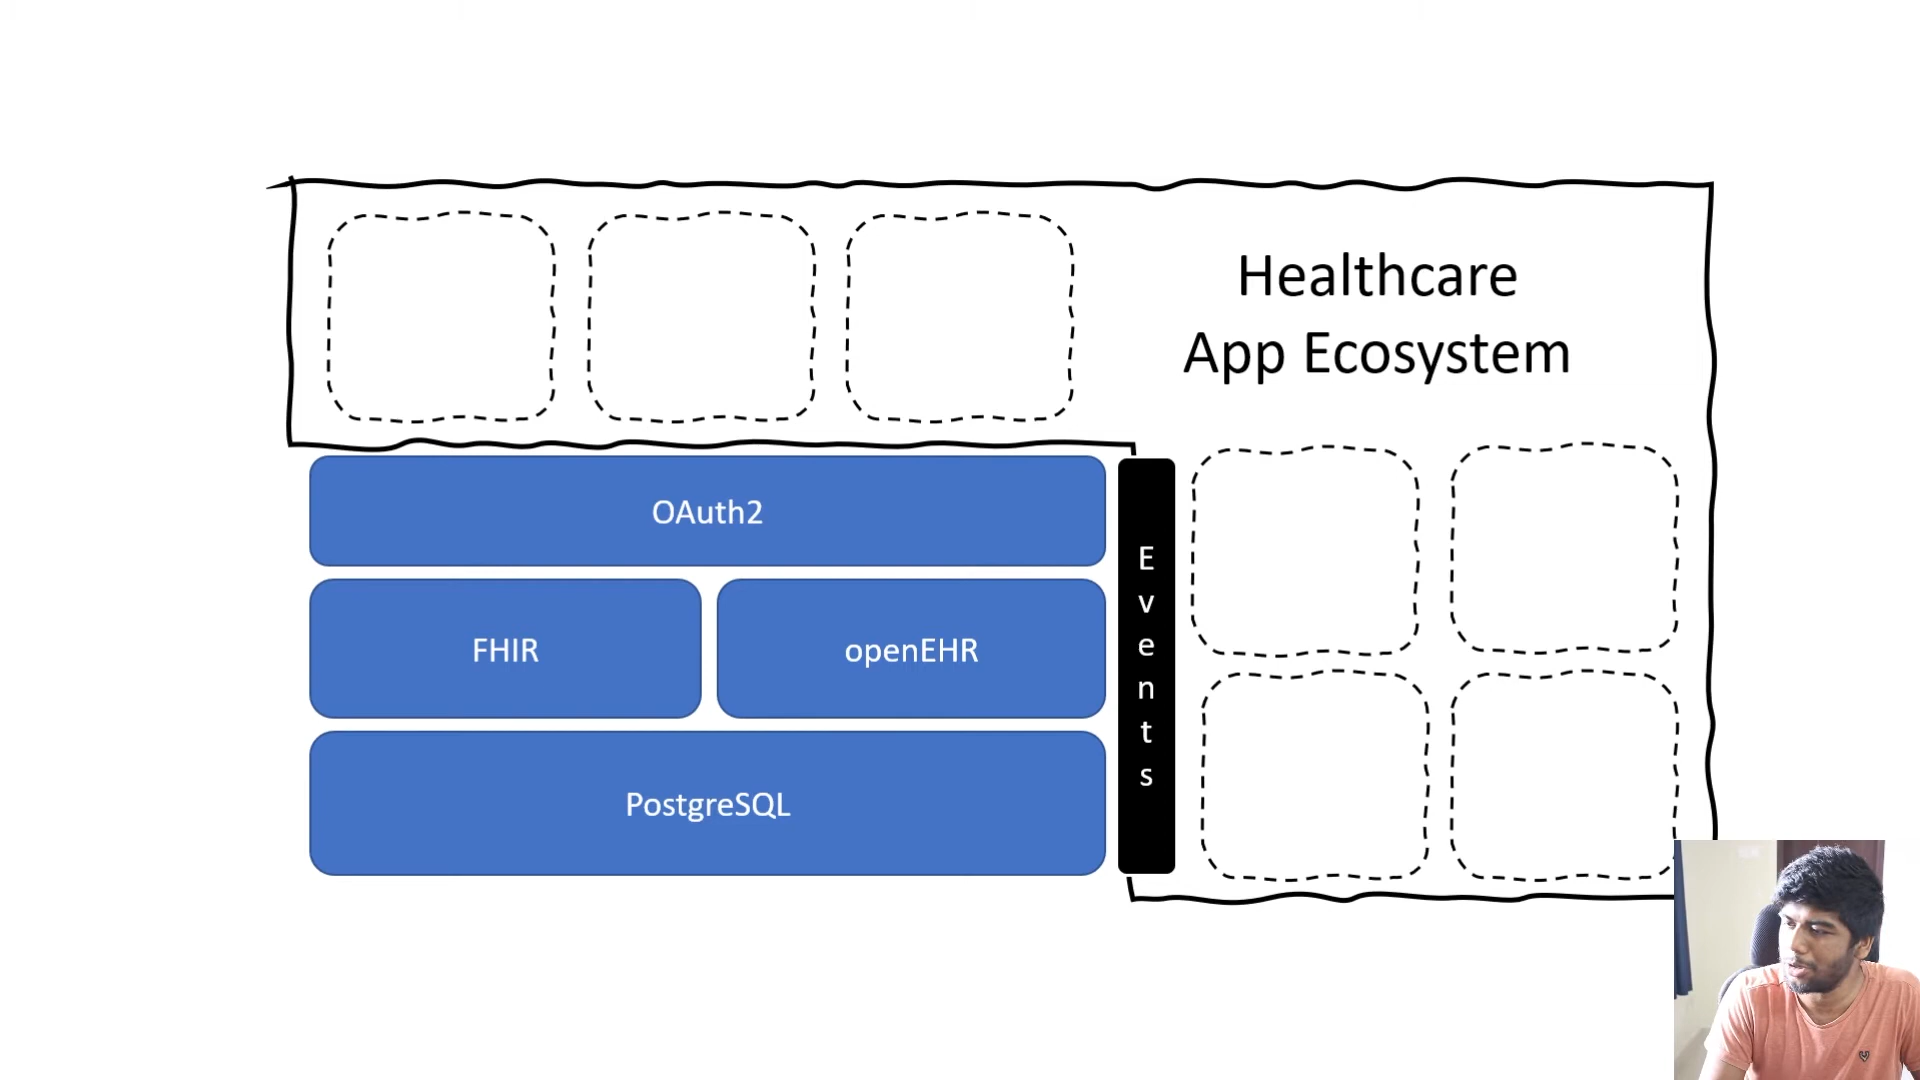 Healthcare
App Ecosystem
OAuth2
FHIR
openEHR
PostgreSQL
E
v
e
n
t
s